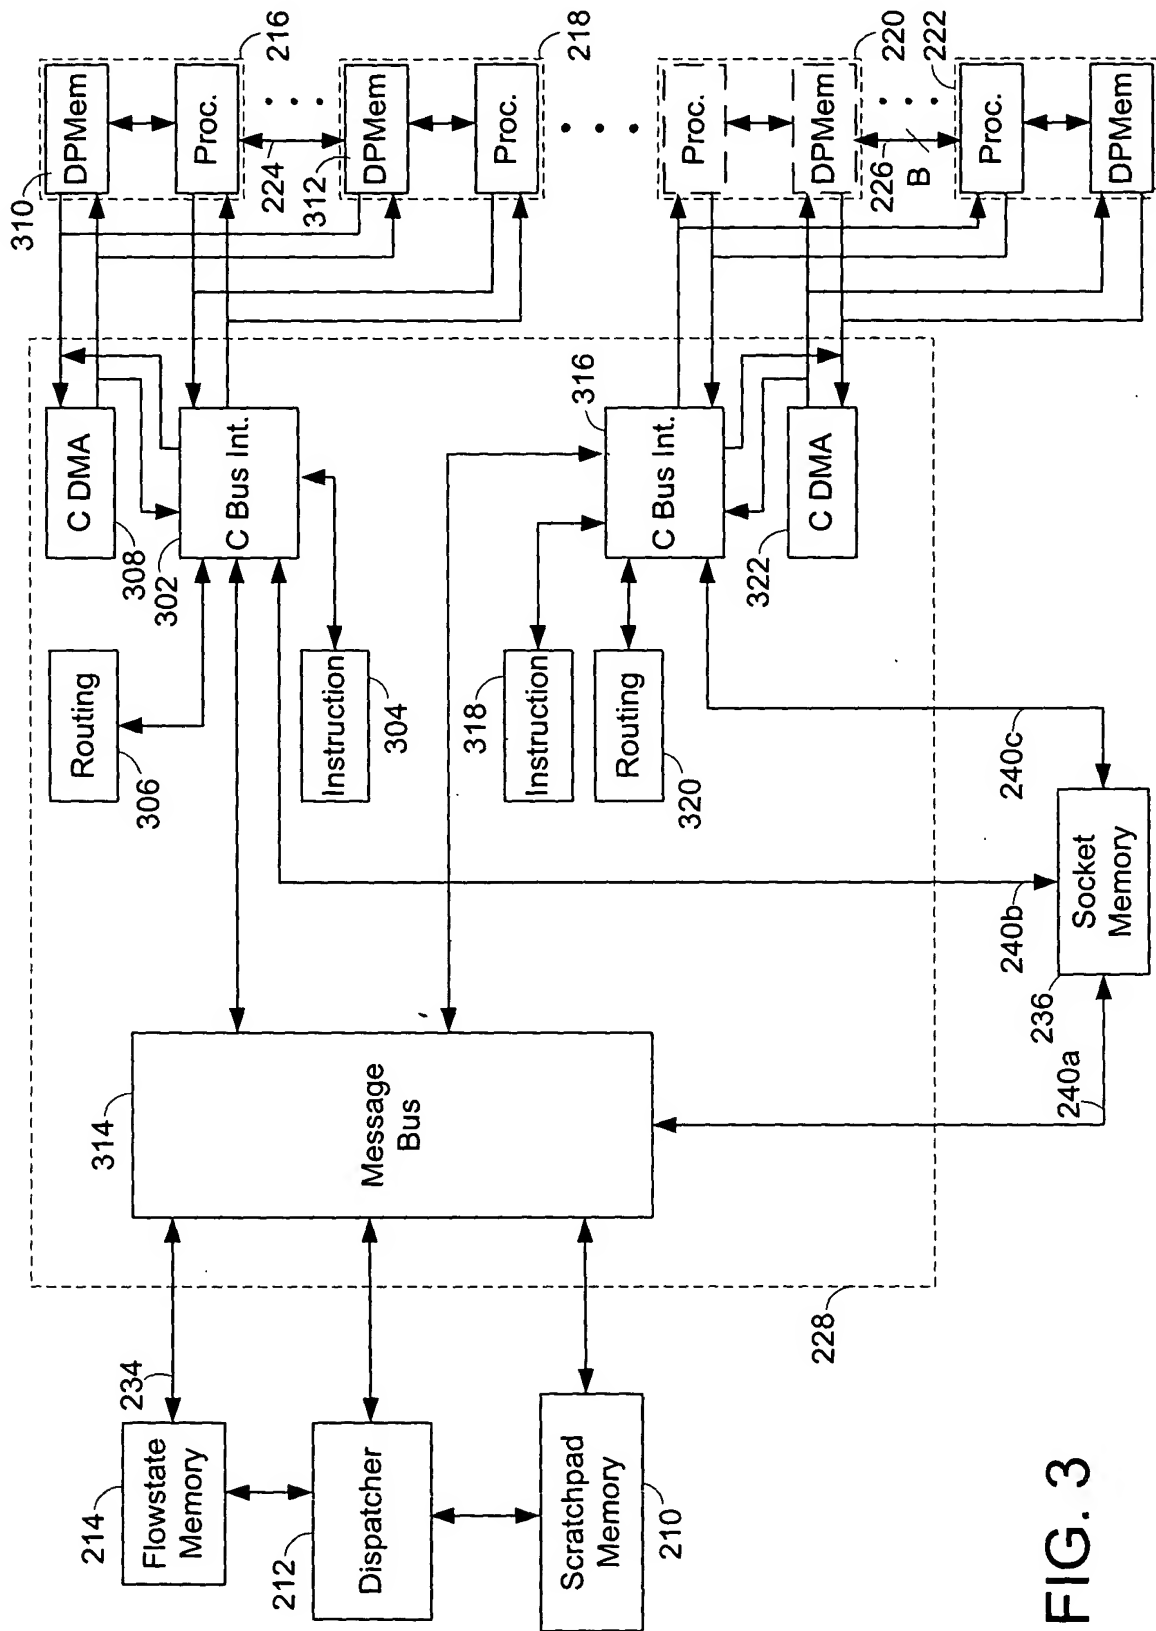 214
Flowstate
Memory
234
212
Dispatcher
Scratchpad
Memory
210
228
314
Message
Bus
240a
236
Socket
Memory
240b
240c
Routing
306
Instruction
304
318
Instruction
Routing
320
C DMA
308
302
C Bus Int.
316
C Bus Int.
322
C DMA
310
DPMem
Proc.
216
224
312
DPMem
Proc.
218
Proc.
DPMem
220
226
B
222
Proc.
DPMem
FIG. 3